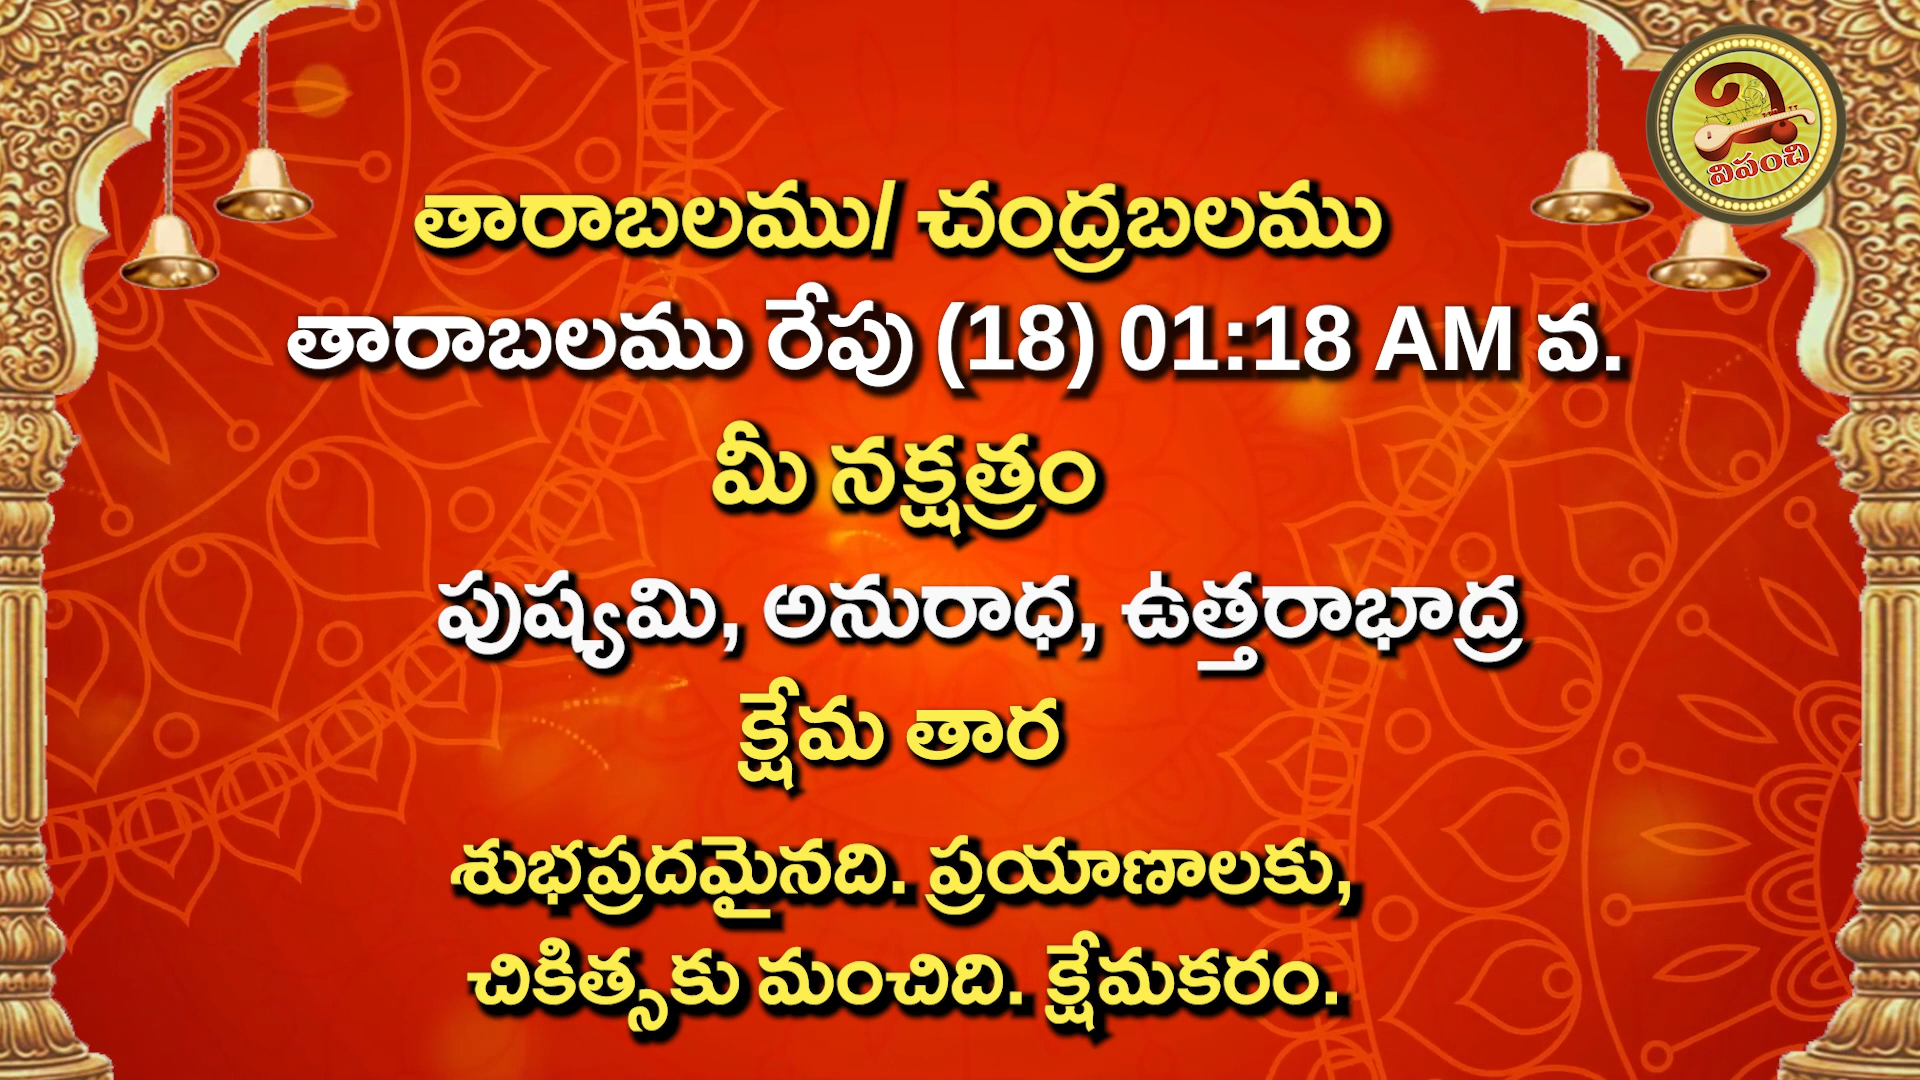 విపంచి
తారాబలము/ చంద్రబలము
తారాబలము రేపు (18) 01:18 AM వ.
మీ నక్షత్రం
పుష్యమి, అనురాధ, ఉత్తరాభాద్ర
క్షేమ తార
శుభప్రదమైనది. ప్రయాణాలకు,
చికిత్సకు మంచిది. క్షేమకరం.